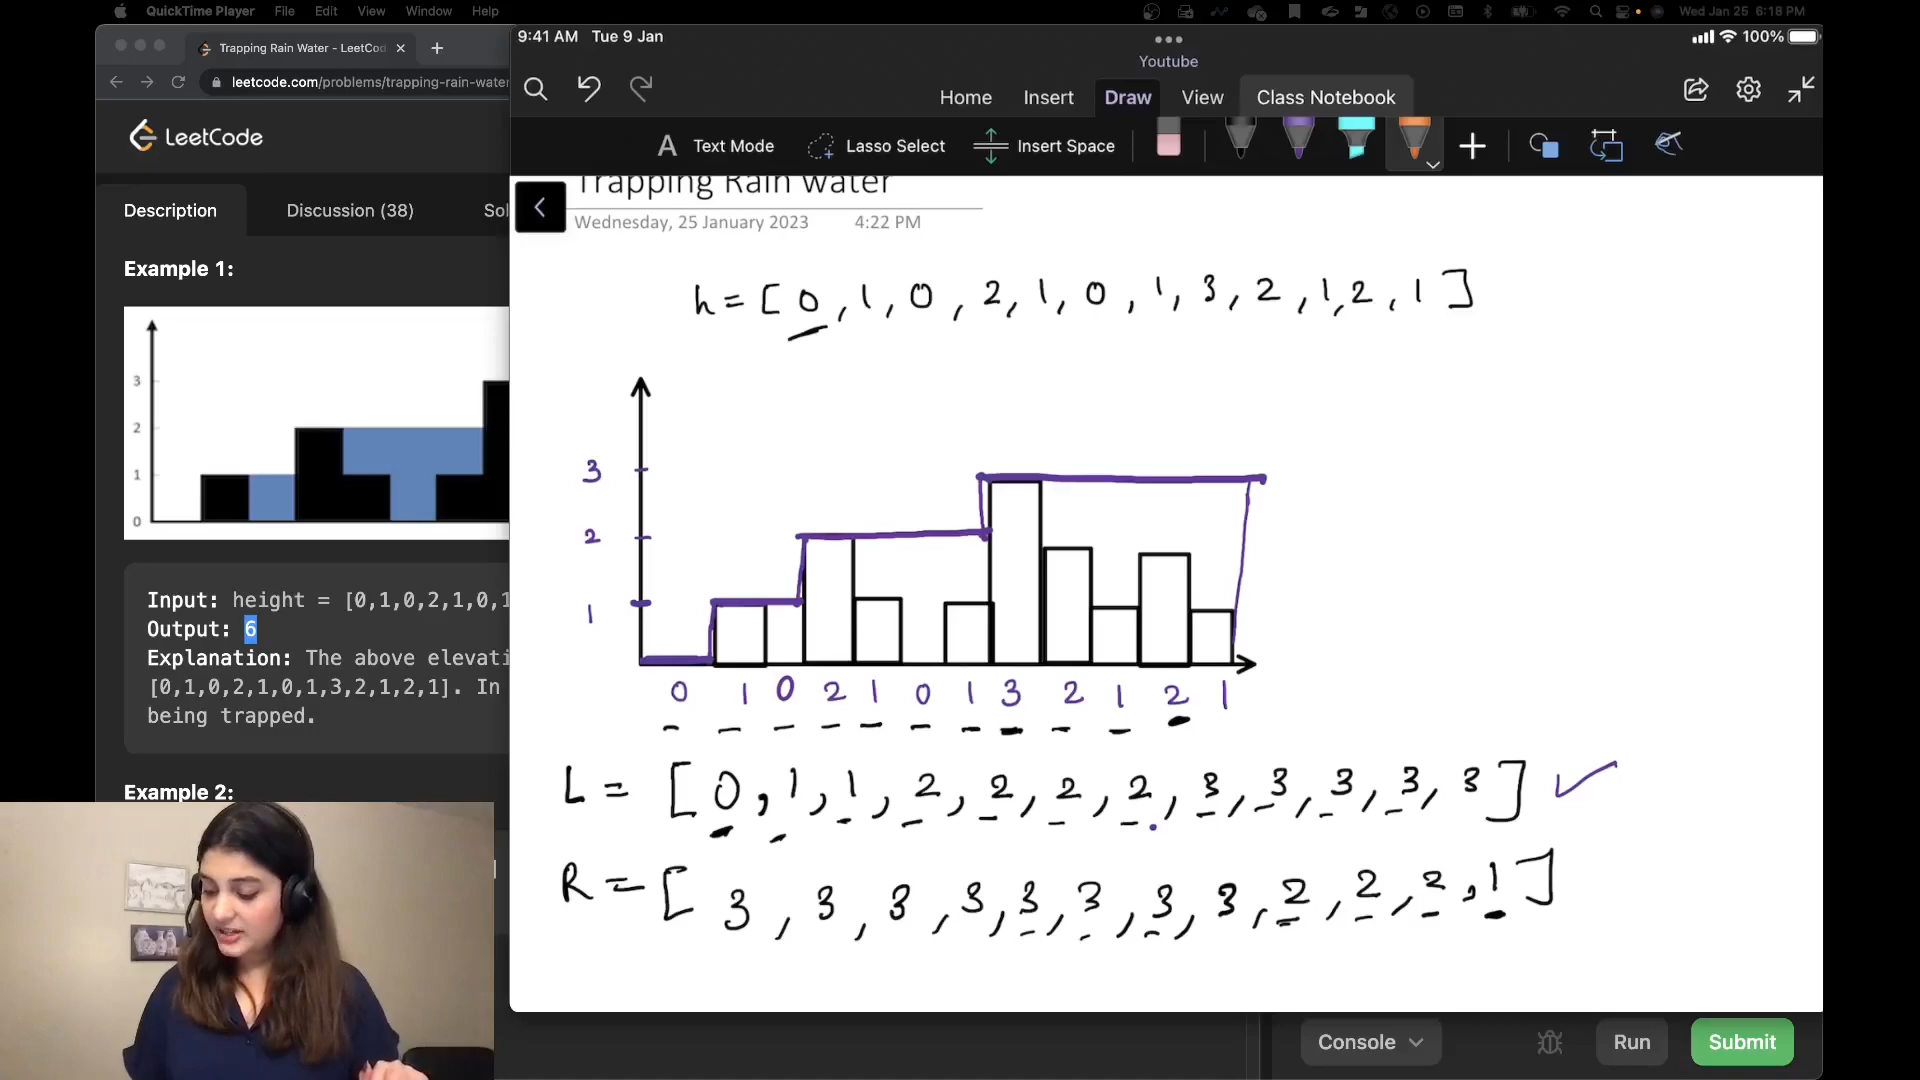 QuickTime Player File Edit View Window Help Wed Jan 25 6:18 PM
Trapping Rain Water - LeetCod
leetcode.com/problems/trapping-rain-water
LeetCode
Description Discussion (38) Sol
Example 1:
3
2
1
0
Input: height = [0,1,0,2,1,0,1
Output: 6
Explanation: The above elevati
[0,1,0,2,1,0,1,3,2,1,2,1]. In
being trapped.
Example 2:
9:41 AM Tue 9 Jan 100%
Youtube
Home Insert Draw View Class Notebook
Text Mode Lasso Select Insert Space
Trapping Rain water
Wednesday, 25 January 2023 4:22 PM
h = [ 0 , 1 , 0 , 2 , 1 , 0 , 1 , 3 , 2 , 1 , 2 , 1 ]
3
2
1
0 1 0 2 1 0 1 3 2 1 2 1
L = [ 0 , 1 , 1 , 2 , 2 , 2 , 2 , 3 , 3 , 3 , 3 , 3 ]
R = [ 3 , 3 , 3 , 3 , 3 , 3 , 3 , 3 , 2 , 2 , 2 , 1 ]
Console Run Submit